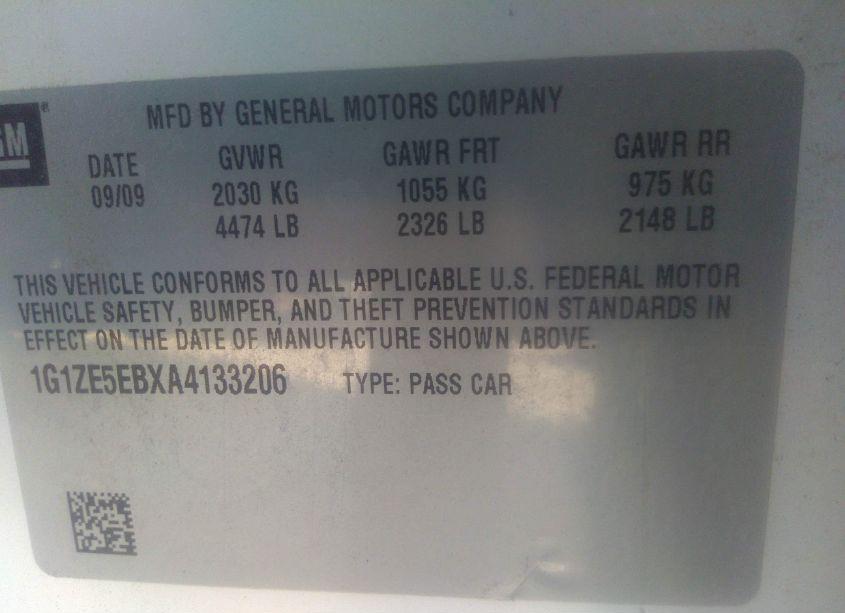 GM
MFD BY GENERAL MOTORS COMPANY
DATE GVWR GAWR FRT GAWR RR
09/09 2030 KG 1055 KG 975 KG
4474 LB 2326 LB 2148 LB
THIS VEHICLE CONFORMS TO ALL APPLICABLE U.S. FEDERAL MOTOR
VEHICLE SAFETY, BUMPER, AND THEFT PREVENTION STANDARDS IN
EFFECT ON THE DATE OF MANUFACTURE SHOWN ABOVE.
1G1ZE5EBXA4133206 TYPE: PASS CAR